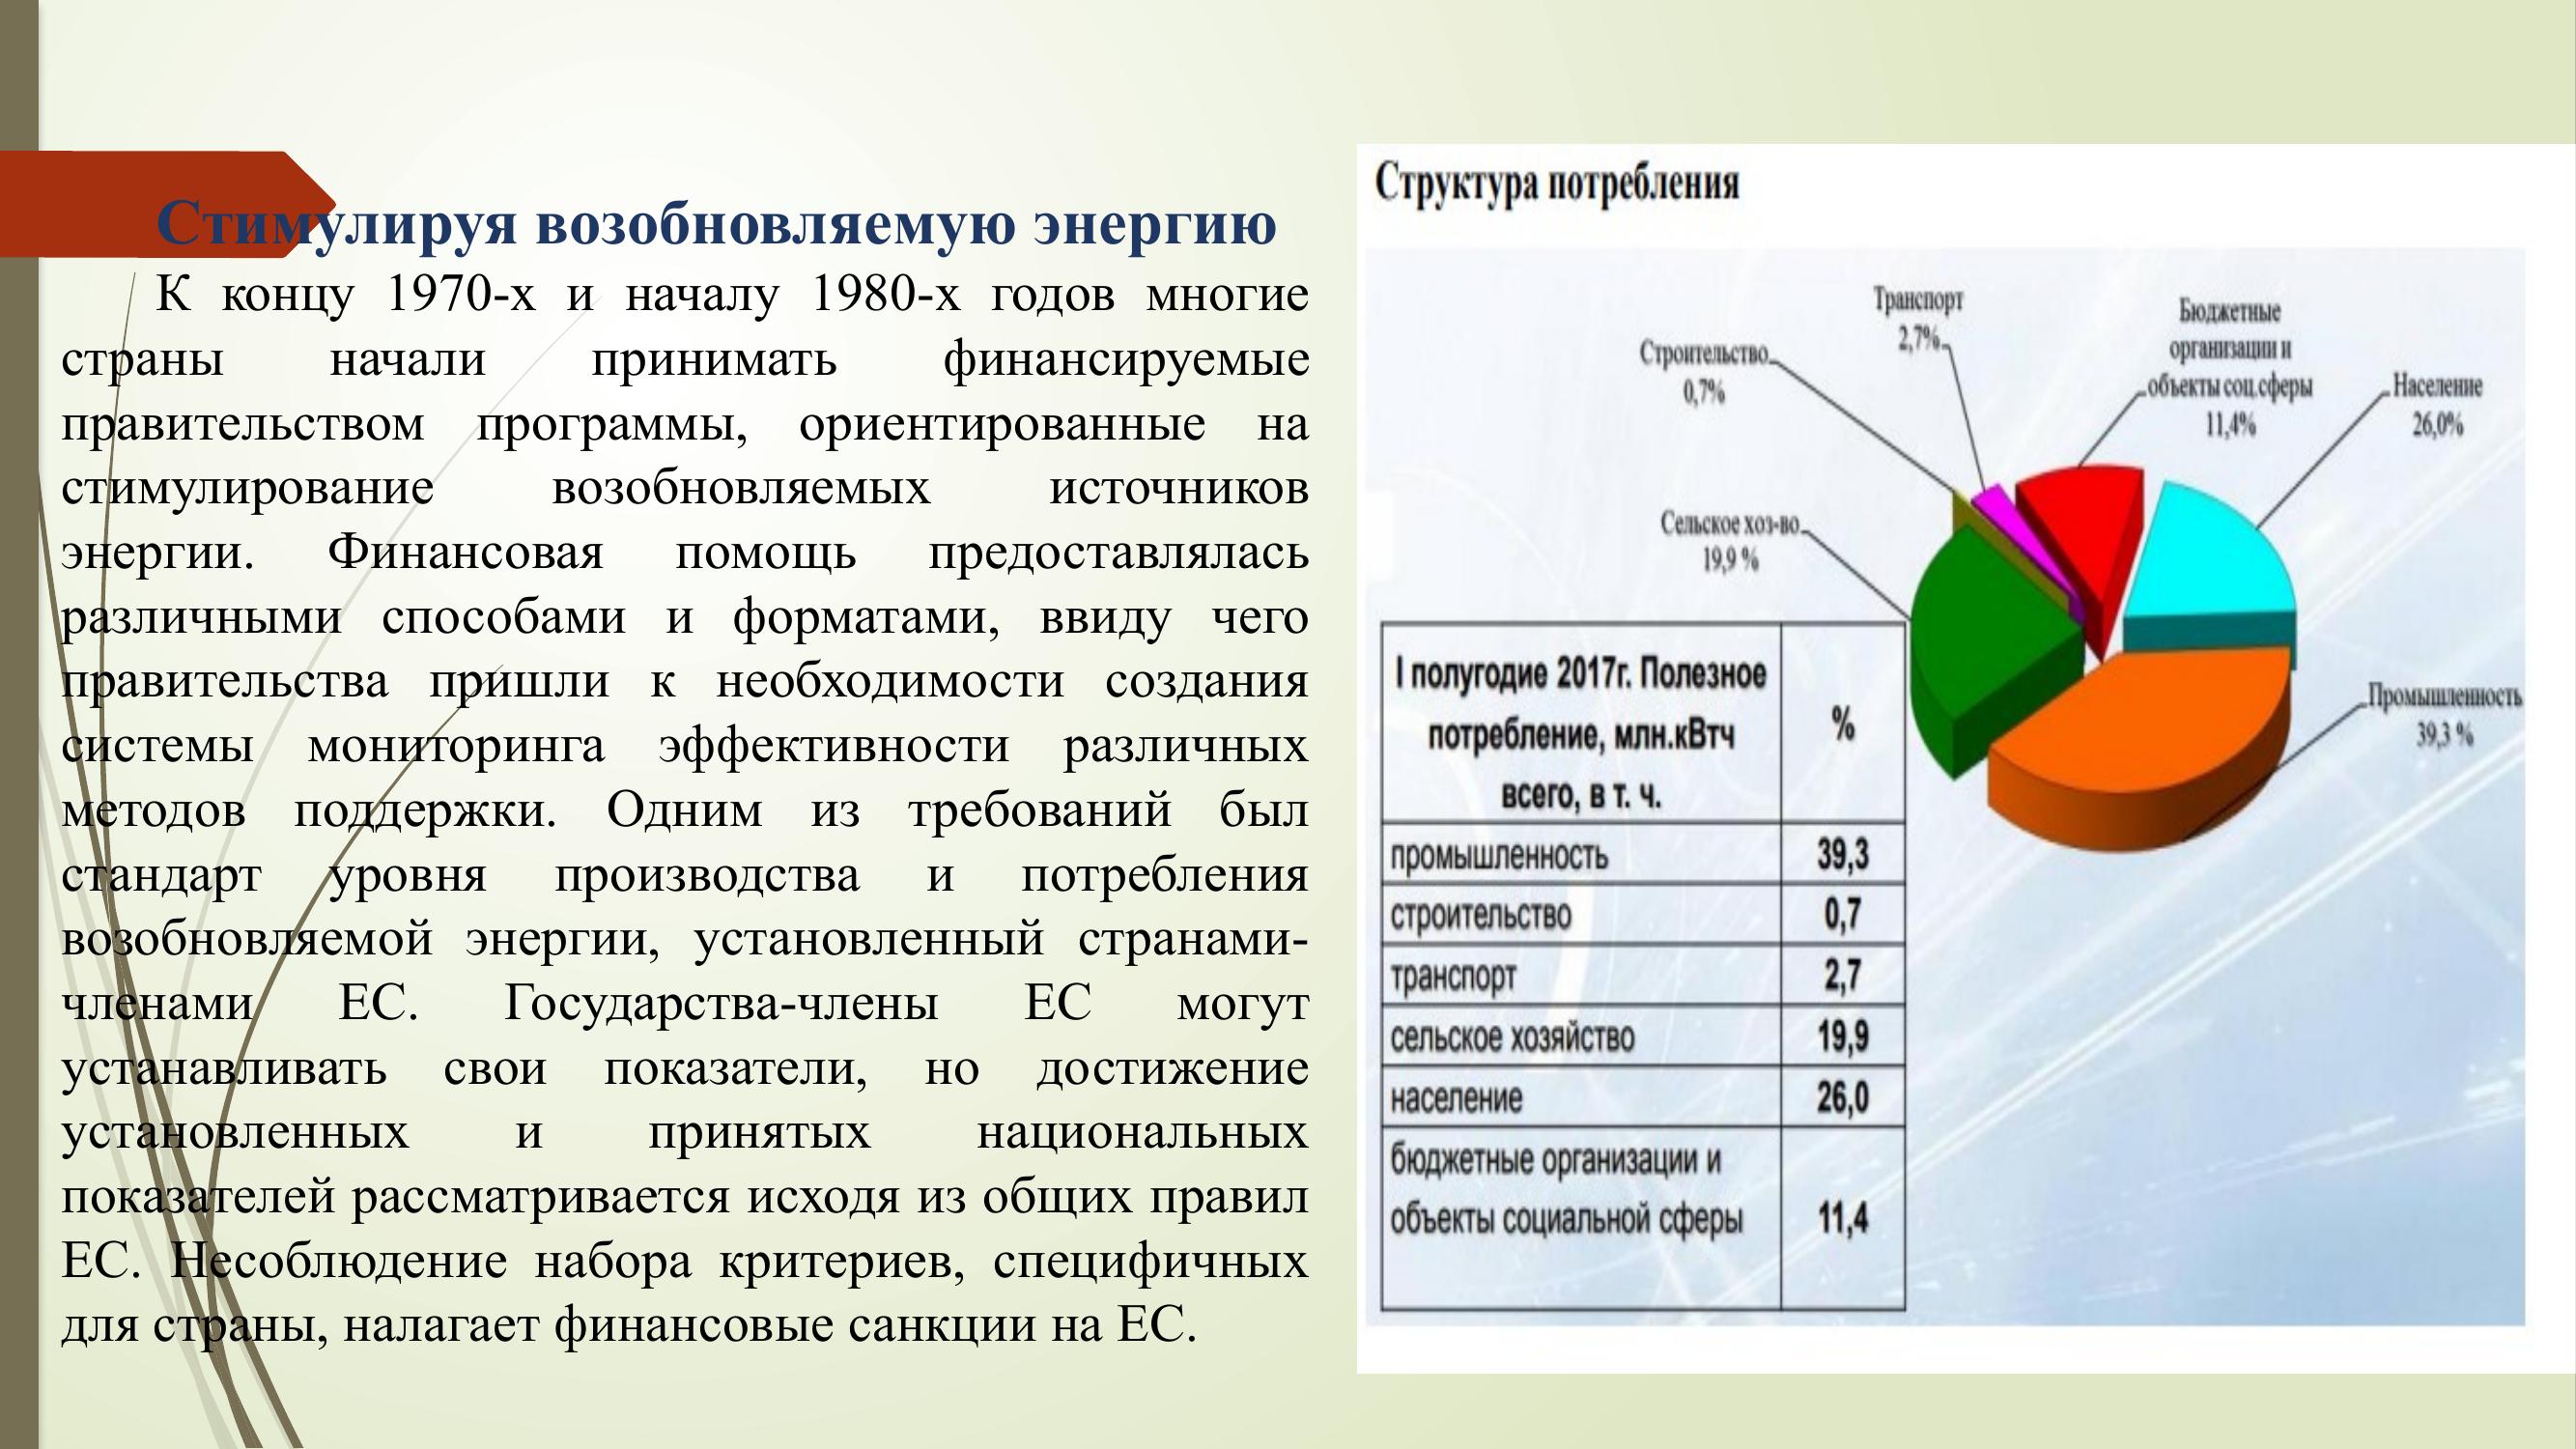 Стимулируя возобновляемую энергию
К концу 1970-х и началу 1980-х годов многие
страны начали принимать финансируемые
правительством программы, ориентированные на
стимулирование возобновляемых источников
энергии. Финансовая помощь предоставлялась
различными способами и форматами, ввиду чего
правительства пришли к необходимости создания
системы мониторинга эффективности различных
методов поддержки. Одним из требований был
стандарт уровня производства и потребления
возобновляемой энергии, установленный странами-
членами ЕС. Государства-члены ЕС могут
устанавливать свои показатели, но достижение
установленных и принятых национальных
показателей рассматривается исходя из общих правил
ЕС. Несоблюдение набора критериев, специфичных
для страны, налагает финансовые санкции на ЕС.
Структура потребления
Транспорт
2,7%
Бюджетные
организации и
объекты соц.сферы
11,4%
Строительство
0,7%
Население
26,0%
Сельское хоз-во
19,9 %
Промышленность
39,3 %
I полугодие 2017г. Полезное
потребление, млн.кВтч
всего, в т. ч.
%
промышленность 39,3
строительство 0,7
транспорт 2,7
сельское хозяйство 19,9
население 26,0
бюджетные организации и
объекты социальной сферы 11,4